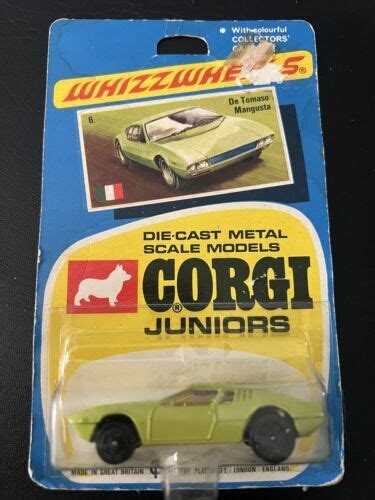 With colourful
COLLECTORS'
WHIZZWHEELS®
6.
De Tomaso
Mangusta
DIE-CAST METAL
SCALE MODELS
CORGI®
JUNIORS
MADE IN GREAT BRITAIN
LONDON ENGLAND